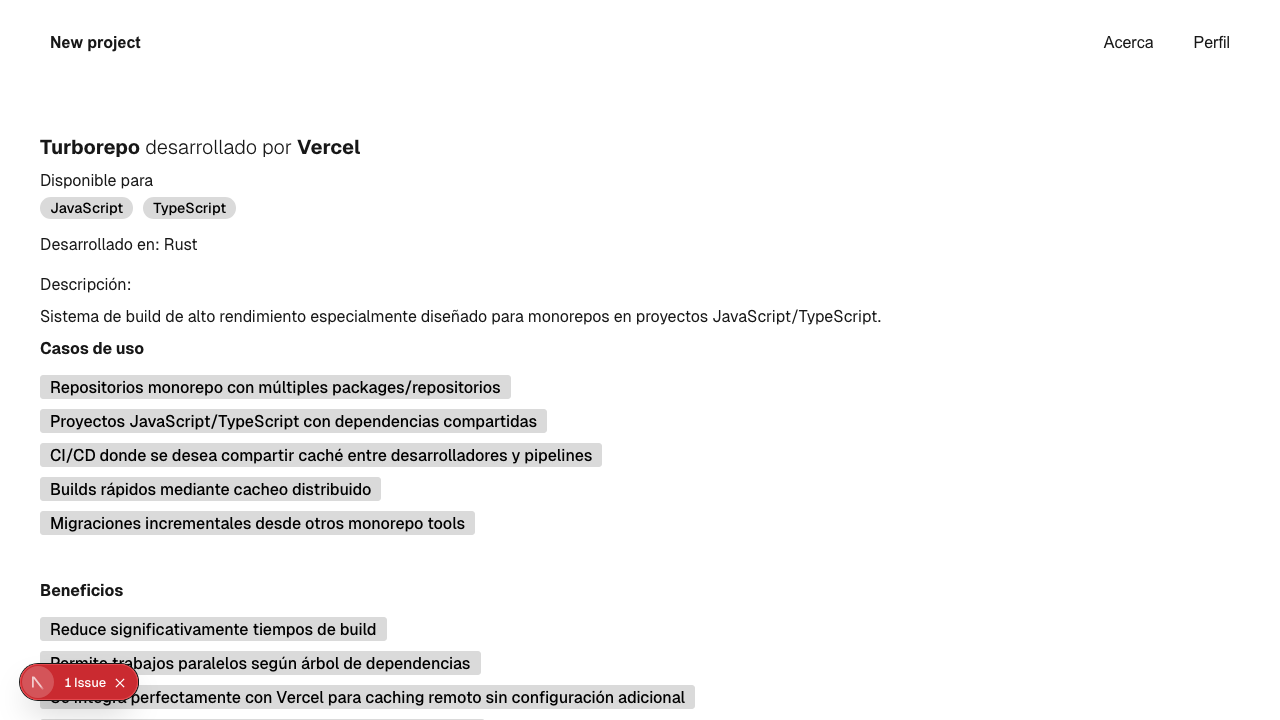 New project
Acerca
Perfil
Turborepo desarrollado por Vercel
Disponible para
JavaScript TypeScript
Desarrollado en: Rust
Descripción:
Sistema de build de alto rendimiento especialmente diseñado para monorepos en proyectos JavaScript/TypeScript.
Casos de uso
Repositorios monorepo con múltiples packages/repositorios
Proyectos JavaScript/TypeScript con dependencias compartidas
CI/CD donde se desea compartir caché entre desarrolladores y pipelines
Builds rápidos mediante cacheo distribuido
Migraciones incrementales desde otros monorepo tools
Beneficios
Reduce significativamente tiempos de build
Permite trabajos paralelos según árbol de dependencias
perfectamente con Vercel para caching remoto sin configuración adicional
1 Issue